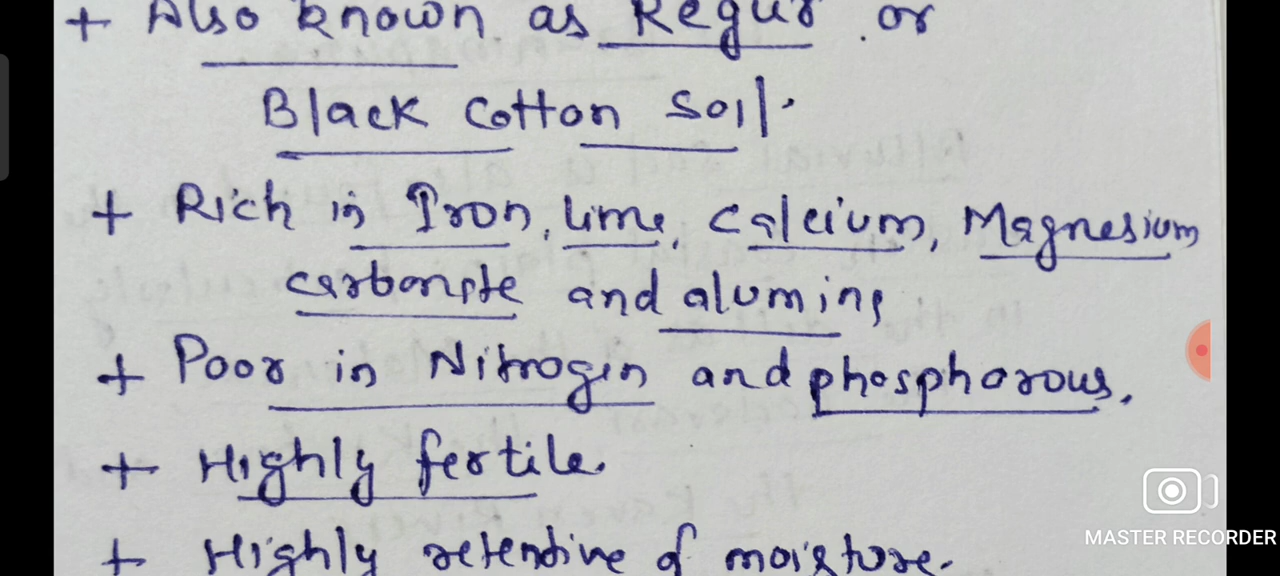 + Also known as Regur or
Black Cotton Soil.
+ Rich in Iron, lime, Calcium, Magnesium
carbonate and alumina
+ Poor in Nitrogen and phosphorous.
+ Highly fertile.
+ Highly retentive of moisture.
MASTER RECORDER